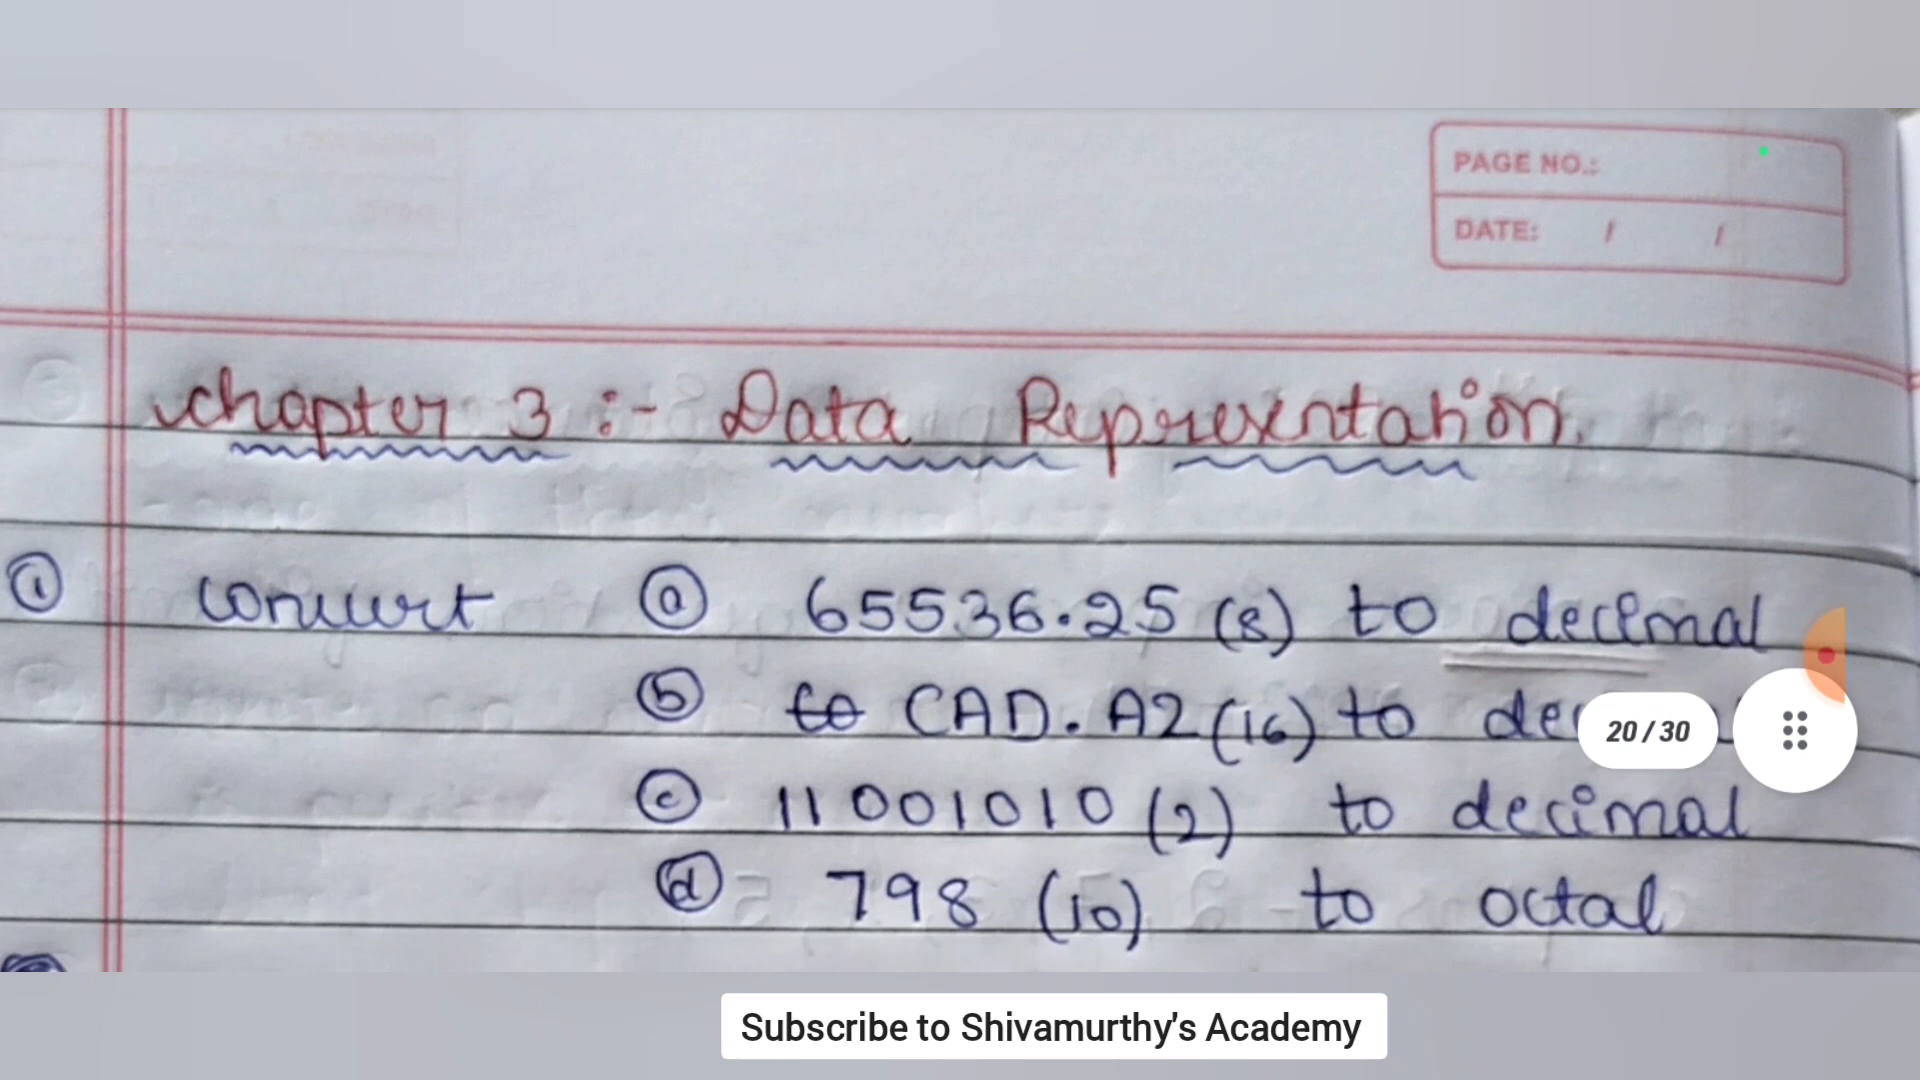 PAGE NO.:
DATE: / /
Chapter 3 :- Data Representation.
① convert ⓐ 65536.25 (8) to decimal
ⓑ to CAD. A2 (16) to
20 / 30
ⓒ 11001010 (2) to decimal
ⓓ 798 (10) to octal
Subscribe to Shivamurthy's Academy